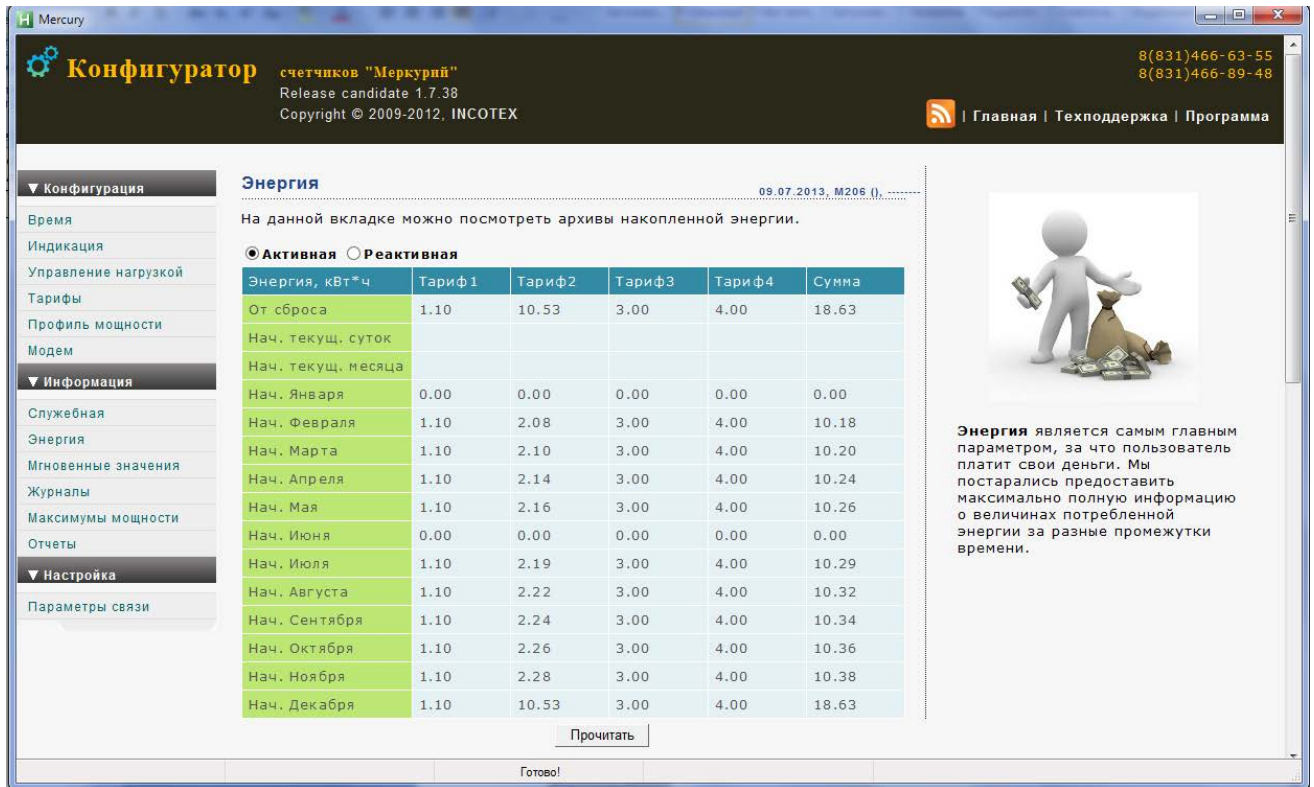 Mercury
Конфигуратор счетчиков "Меркурий"
Release candidate 1.7.38
Copyright © 2009-2012, INCOTEX
8(831)466-63-55
8(831)466-89-48
| Главная | Техподдержка | Программа
▼ Конфигурация
Время
Индикация
Управление нагрузкой
Тарифы
Профиль мощности
Модем
▼ Информация
Служебная
Энергия
Мгновенные значения
Журналы
Максимумы мощности
Отчеты
▼ Настройка
Параметры связи
Энергия
09.07.2013, M206 (), --------
На данной вкладке можно посмотреть архивы накопленной энергии.
Активная Реактивная
Энергия, кВт*ч Тариф1 Тариф2 Тариф3 Тариф4 Сумма
От сброса 1.10 10.53 3.00 4.00 18.63
Нач. текущ. суток
Нач. текущ. месяца
Нач. Января 0.00 0.00 0.00 0.00 0.00
Нач. Февраля 1.10 2.08 3.00 4.00 10.18
Нач. Марта 1.10 2.10 3.00 4.00 10.20
Нач. Апреля 1.10 2.14 3.00 4.00 10.24
Нач. Мая 1.10 2.16 3.00 4.00 10.26
Нач. Июня 0.00 0.00 0.00 0.00 0.00
Нач. Июля 1.10 2.19 3.00 4.00 10.29
Нач. Августа 1.10 2.22 3.00 4.00 10.32
Нач. Сентября 1.10 2.24 3.00 4.00 10.34
Нач. Октября 1.10 2.26 3.00 4.00 10.36
Нач. Ноября 1.10 2.28 3.00 4.00 10.38
Нач. Декабря 1.10 10.53 3.00 4.00 18.63
Прочитать
Энергия является самым главным
параметром, за что пользователь
платит свои деньги. Мы
постарались предоставить
максимально полную информацию
о величинах потребленной
энергии за разные промежутки
времени.
Готово!